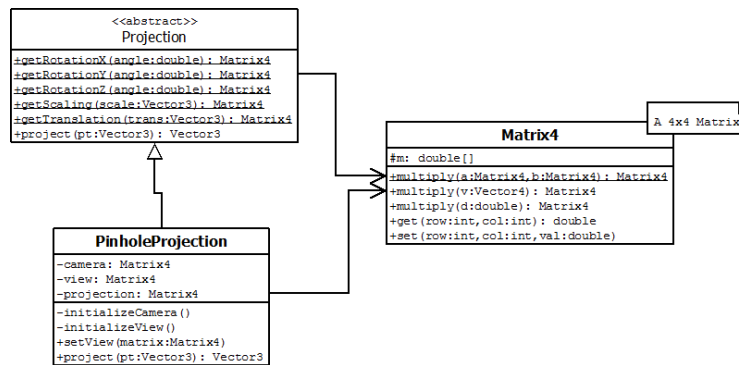 <<abstract>>
Projection
+getRotationX(angle:double): Matrix4
+getRotationY(angle:double): Matrix4
+getRotationZ(angle:double): Matrix4
+getScaling(scale:Vector3): Matrix4
+getTranslation(trans:Vector3): Matrix4
+project(pt:Vector3): Vector3
A 4x4 Matrix
Matrix4
#m: double[]
+multiply(a:Matrix4,b:Matrix4): Matrix4
+multiply(v:Vector4): Matrix4
+multiply(d:double): Matrix4
+get(row:int,col:int): double
+set(row:int,col:int,val:double)
PinholeProjection
-camera: Matrix4
-view: Matrix4
-projection: Matrix4
-initializeCamera()
-initializeView()
+setView(matrix:Matrix4)
+project(pt:Vector3): Vector3